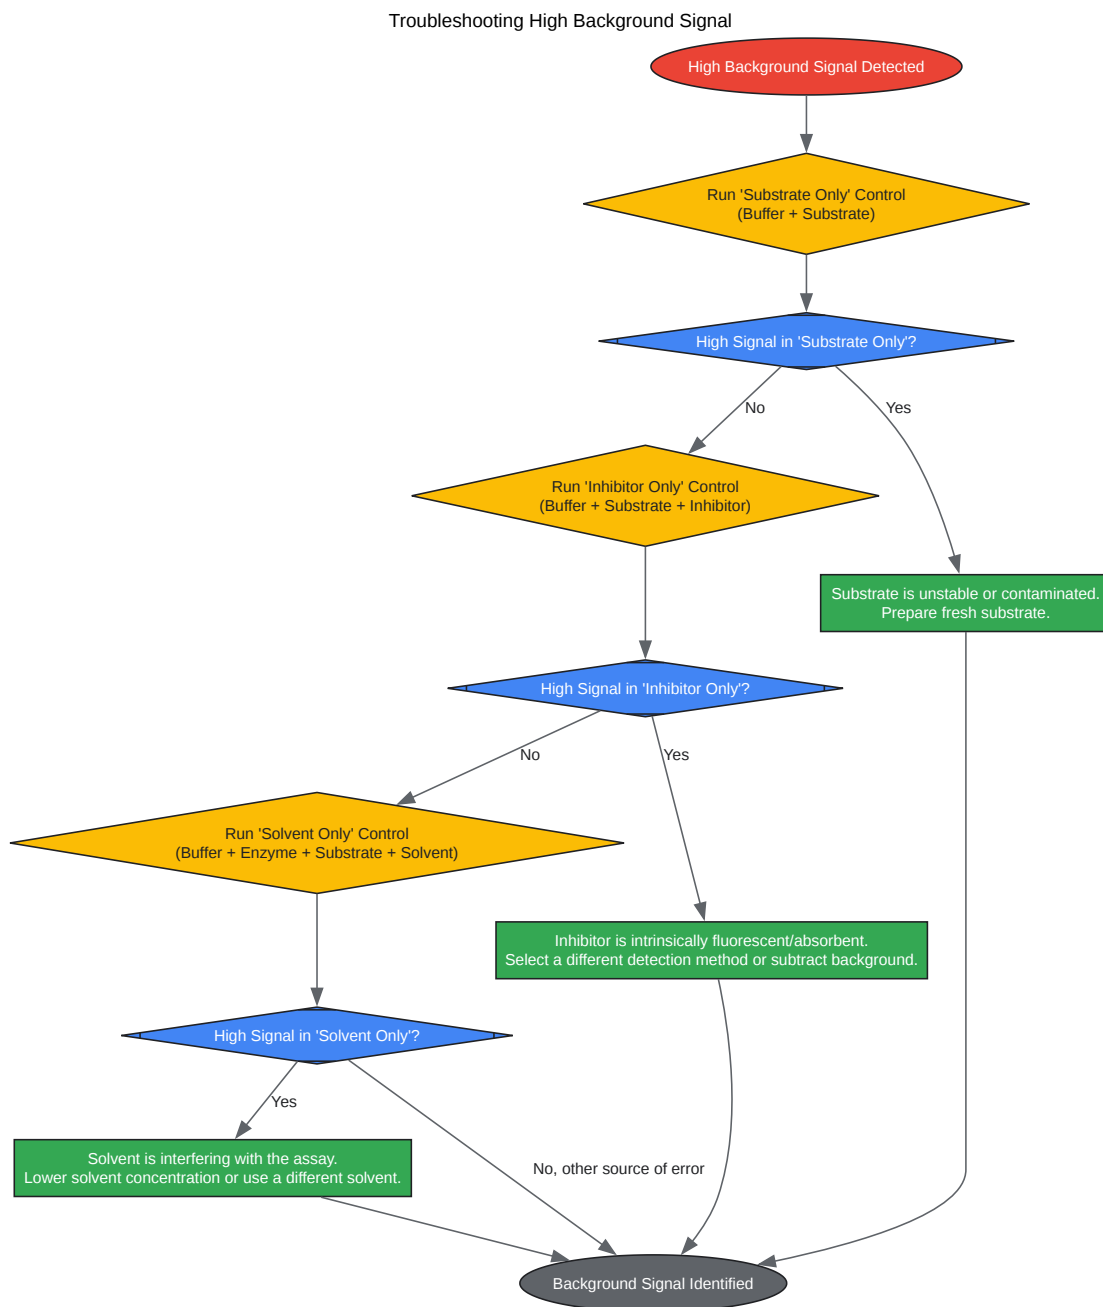 Troubleshooting High Background Signal
High Background Signal Detected
Run 'Substrate Only' Control
(Buffer + Substrate)
High Signal in 'Substrate Only'?
No
Yes
Run 'Inhibitor Only' Control
(Buffer + Substrate + Inhibitor)
Substrate is unstable or contaminated.
Prepare fresh substrate.
High Signal in 'Inhibitor Only'?
No
Yes
Run 'Solvent Only' Control
(Buffer + Enzyme + Substrate + Solvent)
Inhibitor is intrinsically fluorescent/absorbent.
Select a different detection method or subtract background.
High Signal in 'Solvent Only'?
Yes
Solvent is interfering with the assay.
Lower solvent concentration or use a different solvent.
No, other source of error
Background Signal Identified